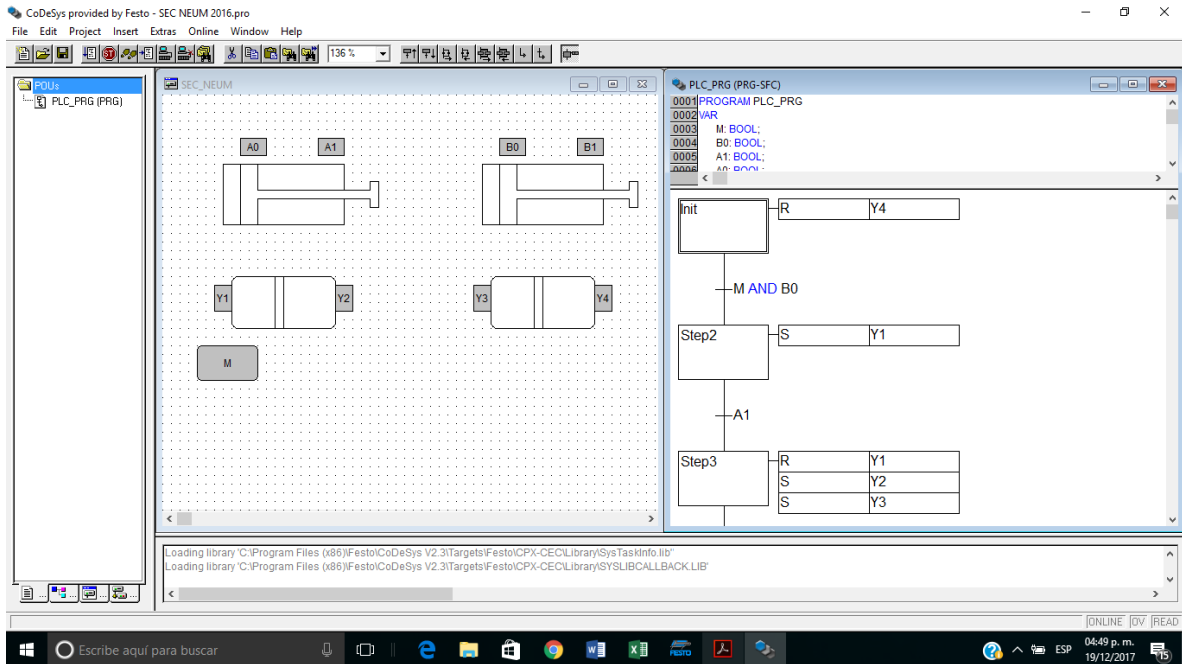 CoDeSys provided by Festo - SEC NEUM 2016.pro
File Edit Project Insert Extras Online Window Help
136 %
POUs
PLC_PRG (PRG)
SEC_NEUM
A0 A1 B0 B1
Y1 Y2 Y3 Y4
M
PLC_PRG (PRG-SFC)
0001 PROGRAM PLC_PRG
0002 VAR
0003 M: BOOL;
0004 B0: BOOL;
0005 A1: BOOL;
0006 A0: BOOL;
Init R Y4
M AND B0
Step2 S Y1
A1
Step3 R Y1
S Y2
S Y3
Loading library 'C:\Program Files (x86)\Festo\CoDeSys V2.3\Targets\Festo\CPX-CEC\Library\SysTaskInfo.lib'
Loading library 'C:\Program Files (x86)\Festo\CoDeSys V2.3\Targets\Festo\CPX-CEC\Library\SYSLIBCALLBACK.LIB'
ONLINE OV READ
Escribe aquí para buscar
FESTO
ESP
04:49 p. m.
19/12/2017
15